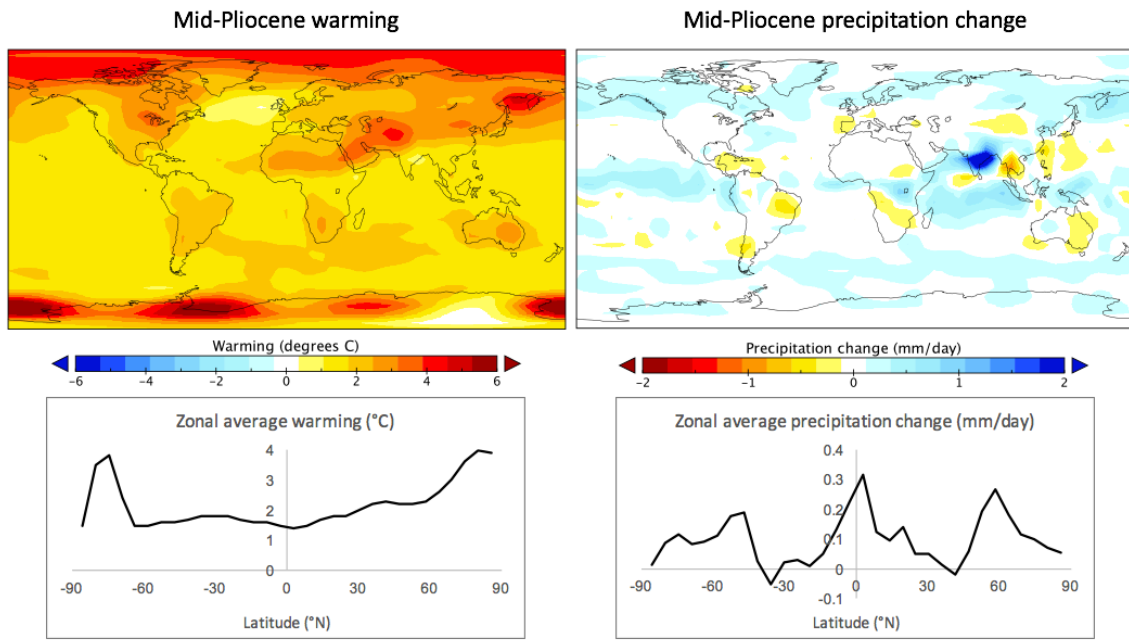 Mid-Pliocene warming
Mid-Pliocene precipitation change
Warming (degrees C)
-6 -4 -2 0 2 4 6
Precipitation change (mm/day)
-2 -1 0 1 2
Zonal average warming (°C)
4
3
2
1
0
-90 -60 -30 0 30 60 90
Latitude (°N)
Zonal average precipitation change (mm/day)
0.4
0.3
0.2
0.1
0
-0.1
-90 -60 -30 0 30 60 90
Latitude (°N)